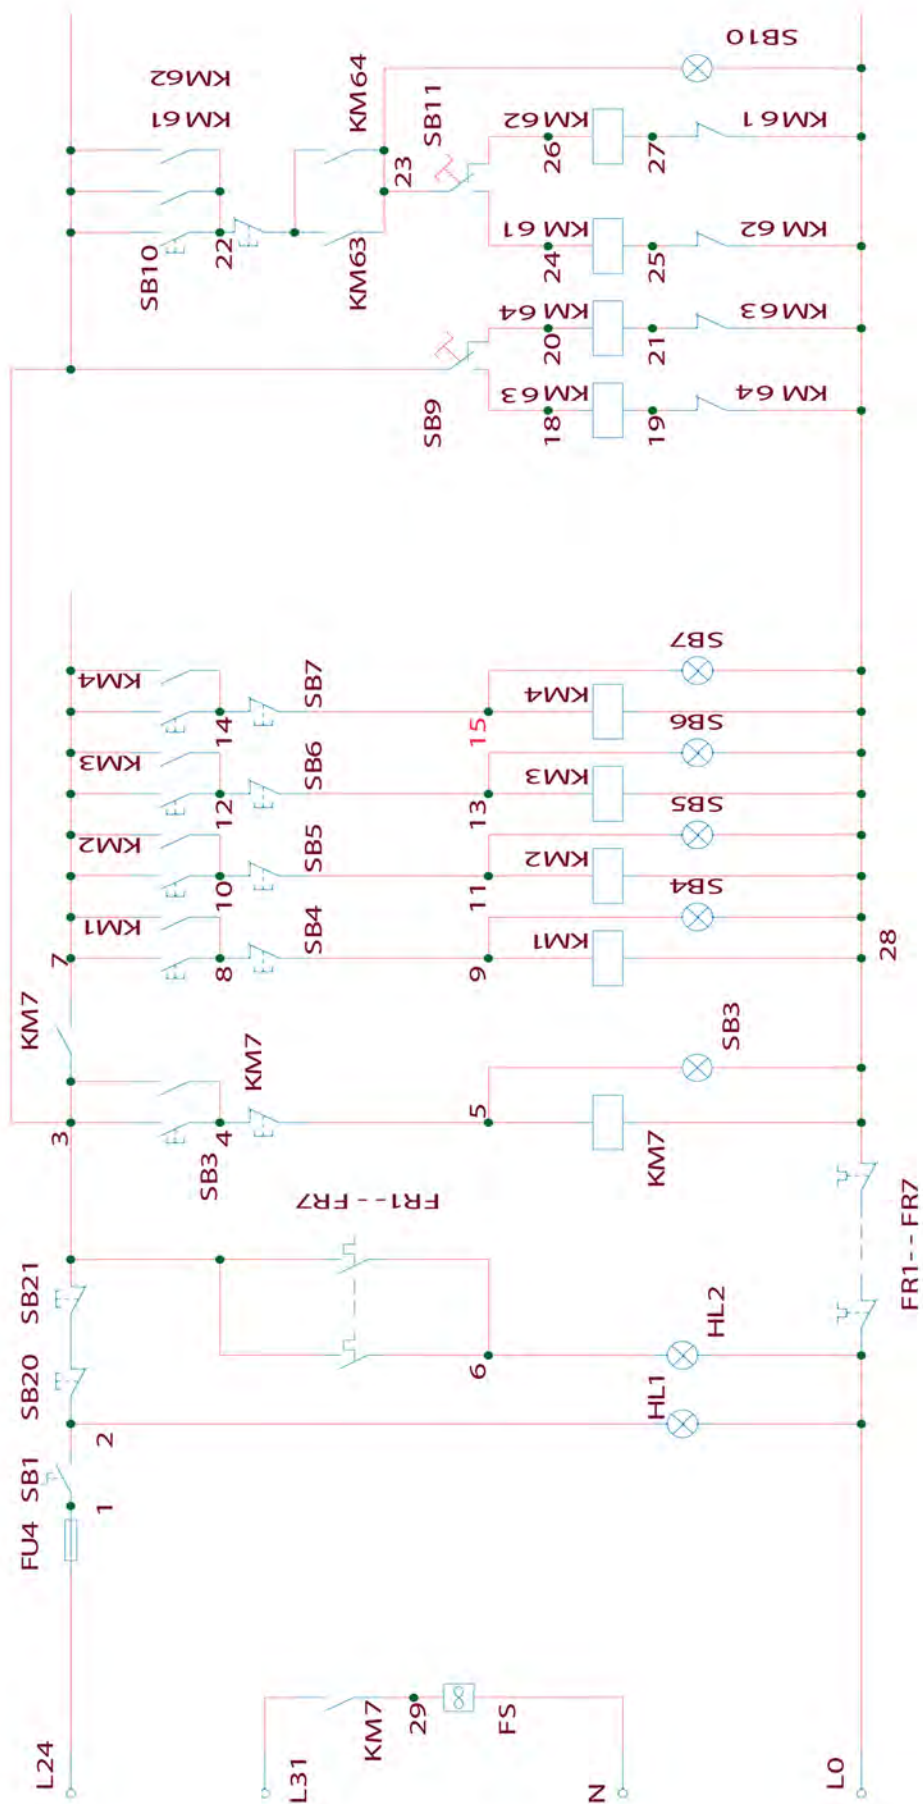 L24
FU4
1
SB1
2
SB20
SB21
3
KM7
7
KM1
KM2
KM3
KM4
SB10
KM61
KM62
SB3
4
KM7
8
SB4
10
SB5
12
SB6
14
SB7
22
KM63
KM64
23
L31
KM7
29
FS
FR1--FR7
6
5
9
11
13
15
SB9
SB11
18
KM63
20
KM64
24
KM61
26
KM62
N
HL1
HL2
KM7
SB3
KM1
SB4
KM2
SB5
KM3
SB6
KM4
SB7
19
KM64
21
KM63
25
KM62
27
KM61
SB10
L0
FR1--FR7
28